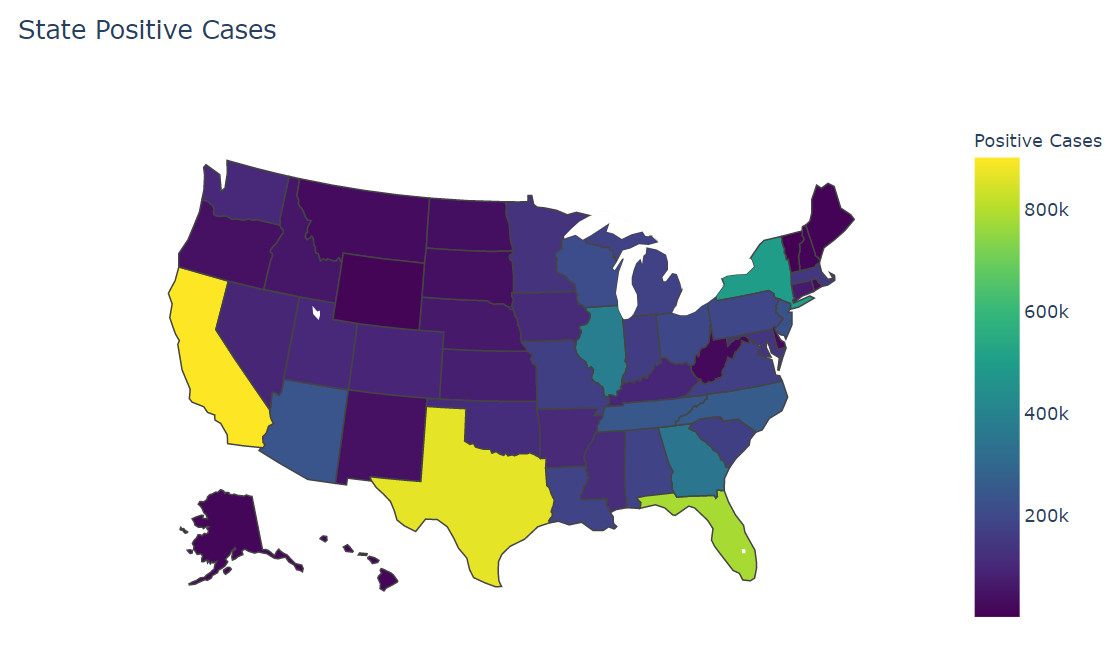 State Positive Cases
Positive Cases
800k
600k
400k
200k